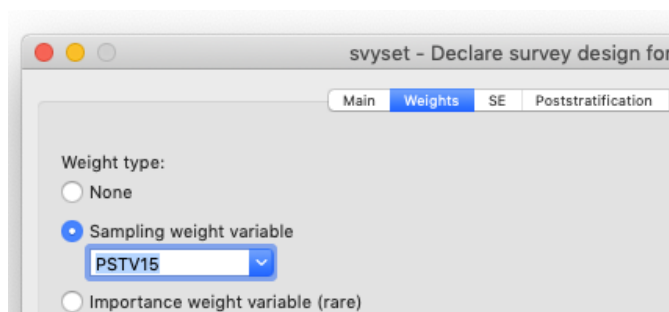 svyset - Declare survey design for
Main Weights SE Poststratification
Weight type:
None
Sampling weight variable
PSTV15
Importance weight variable (rare)